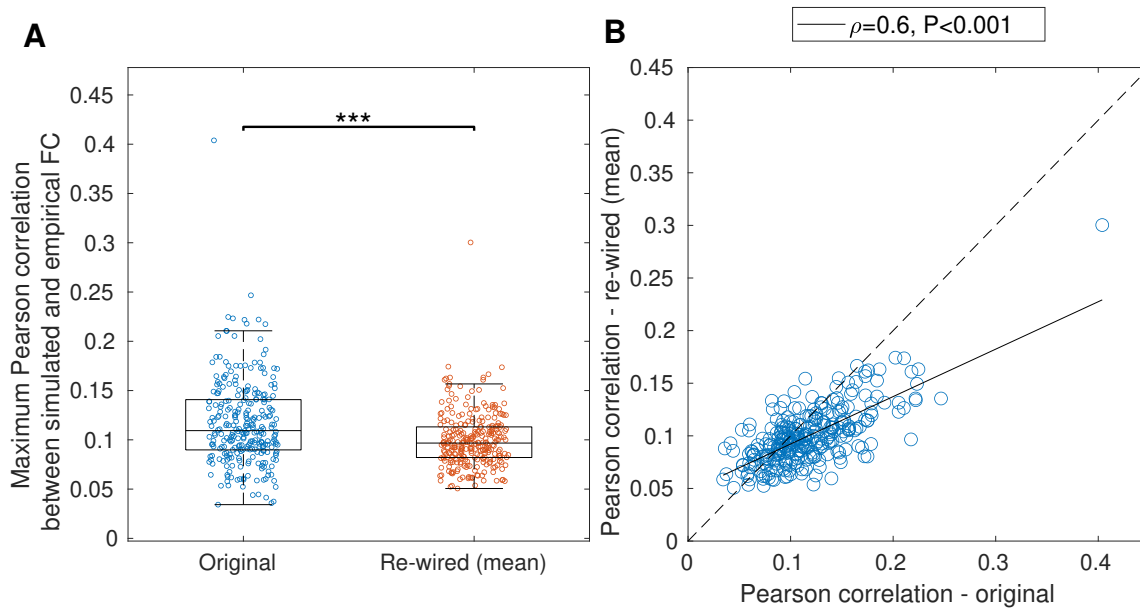 A
Maximum Pearson correlation
between simulated and empirical FC
0.45
0.4
0.35
0.3
0.25
0.2
0.15
0.1
0.05
0
***
Original
Re-wired (mean)
B
ρ=0.6, P<0.001
Pearson correlation - re-wired (mean)
0.45
0.4
0.35
0.3
0.25
0.2
0.15
0.1
0.05
0
0
0.1
0.2
0.3
0.4
Pearson correlation - original